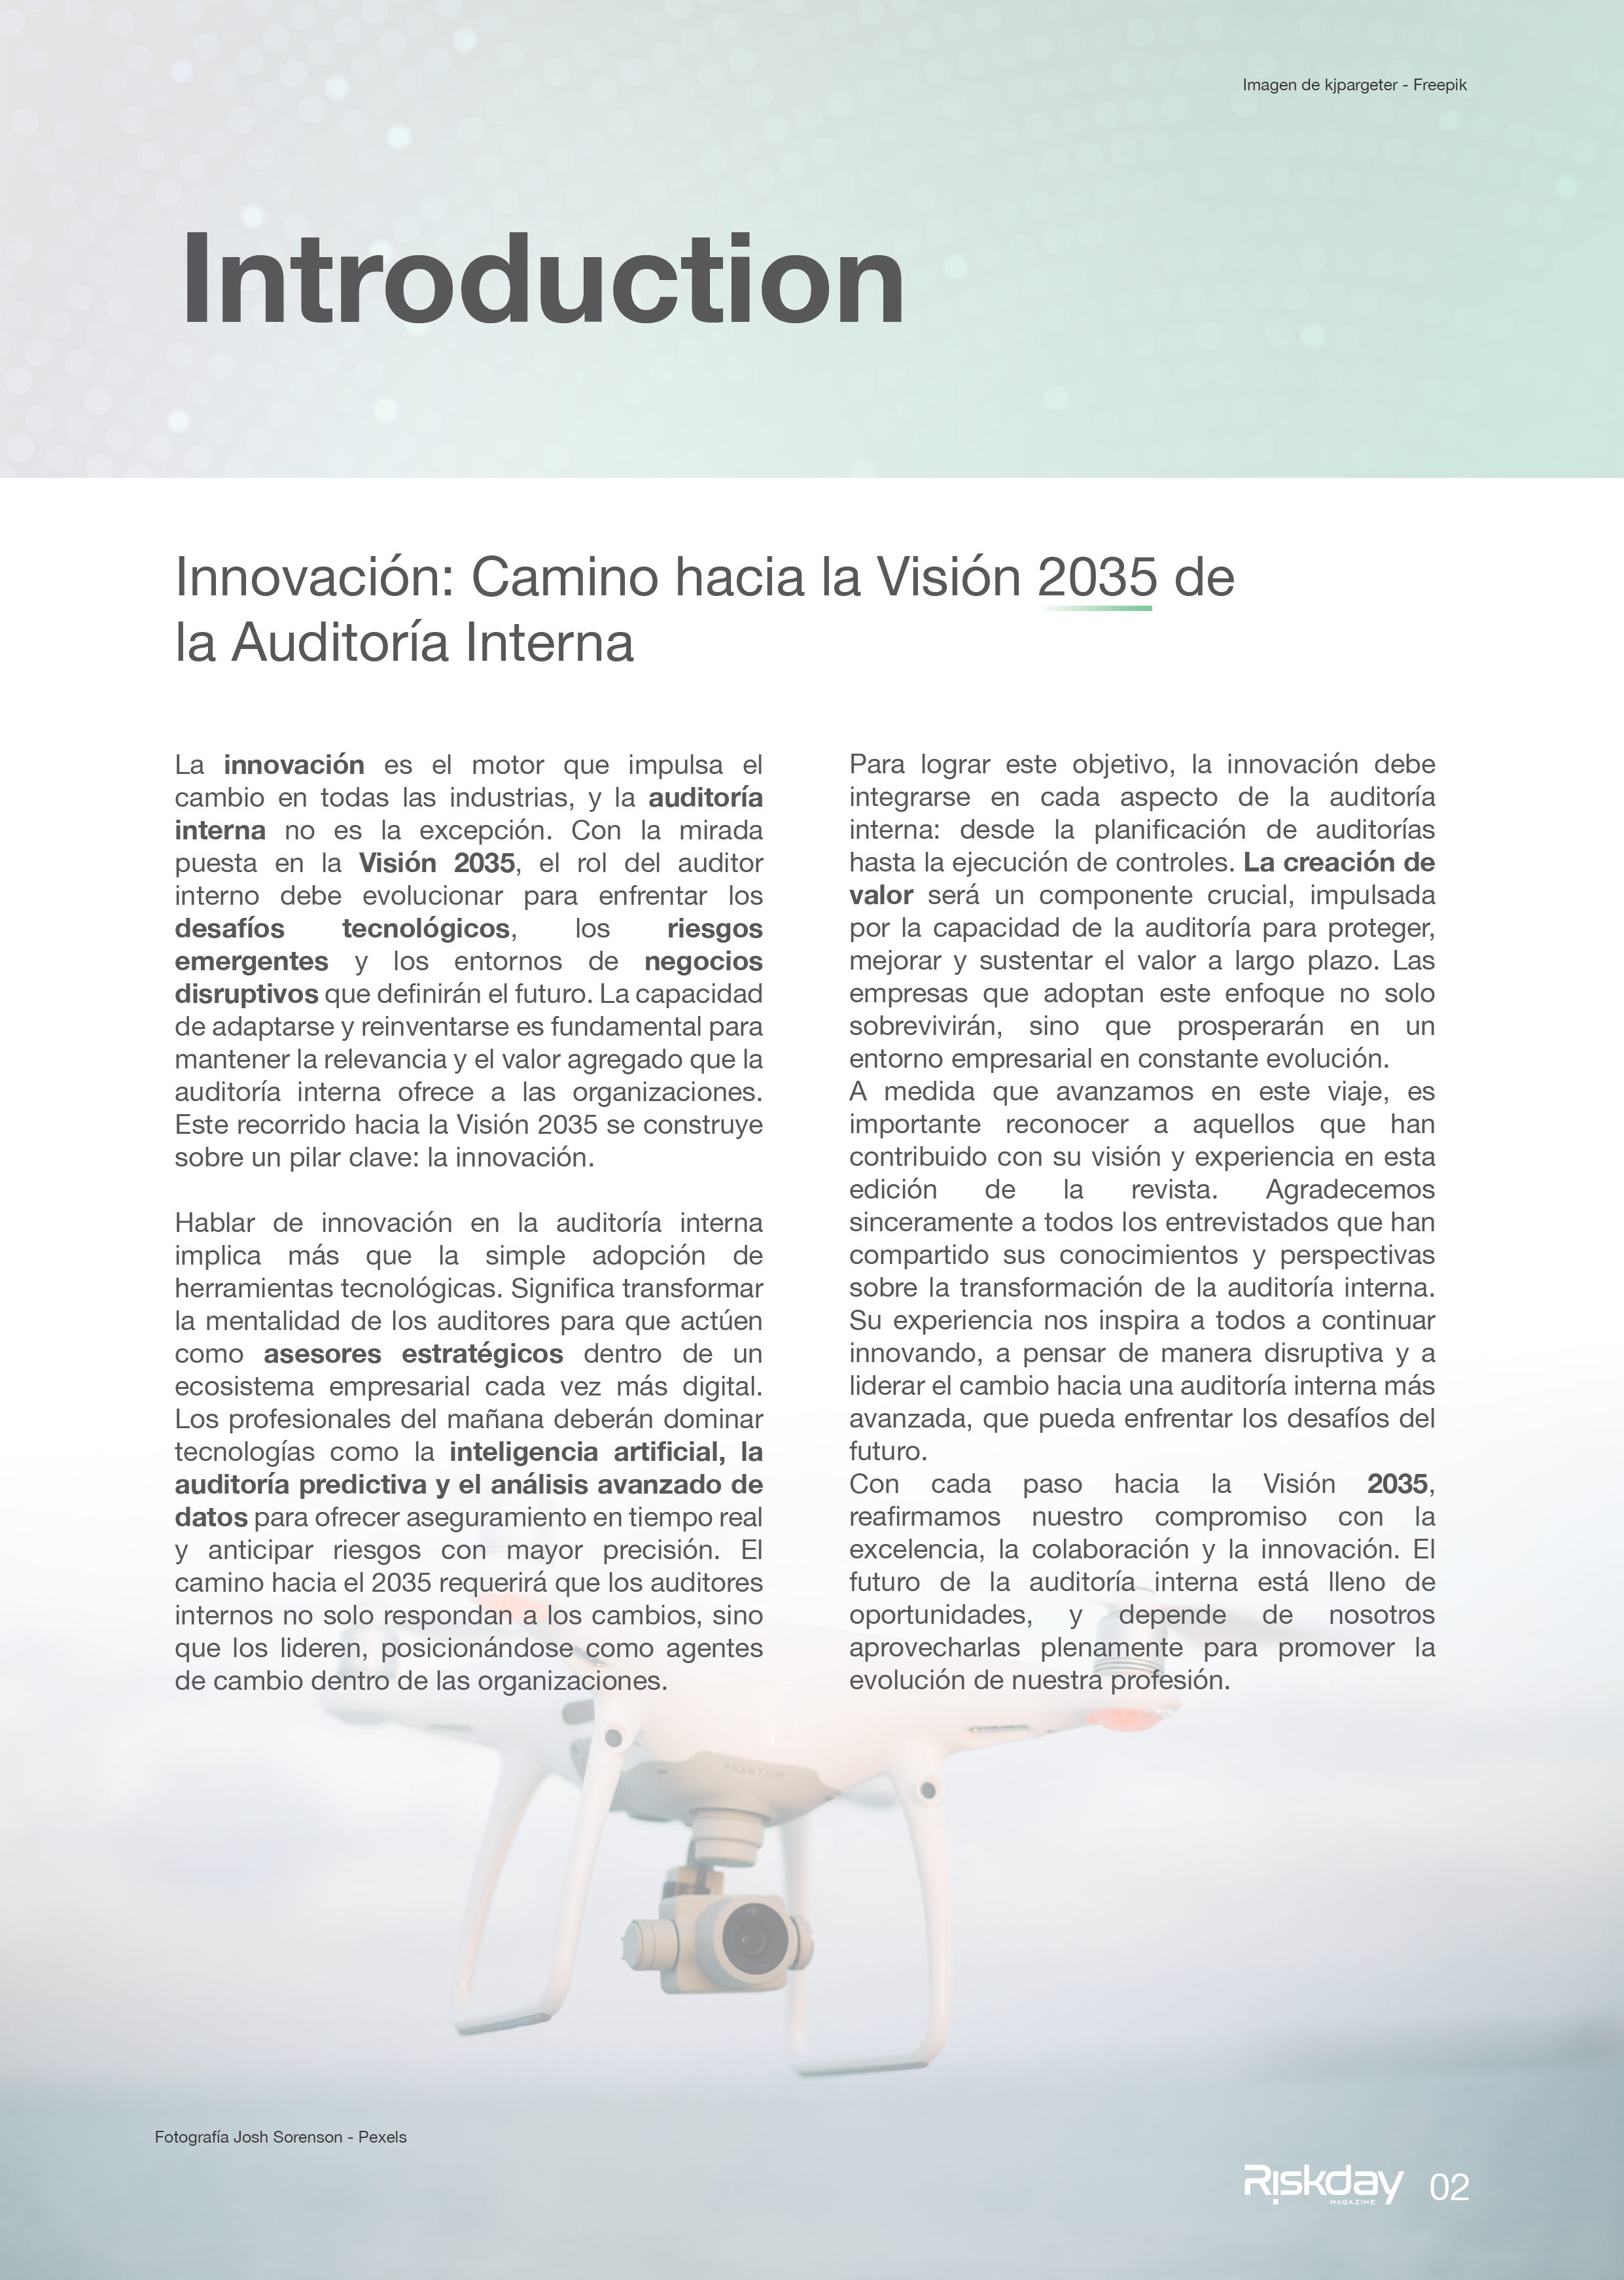 Imagen de kjpargeter - Freepik
Introduction
Innovación: Camino hacia la Visión 2035 de
la Auditoría Interna
La innovación es el motor que impulsa el
cambio en todas las industrias, y la auditoría
interna no es la excepción. Con la mirada
puesta en la Visión 2035, el rol del auditor
interno debe evolucionar para enfrentar los
desafíos tecnológicos, los riesgos
emergentes y los entornos de negocios
disruptivos que definirán el futuro. La capacidad
de adaptarse y reinventarse es fundamental para
mantener la relevancia y el valor agregado que la
auditoría interna ofrece a las organizaciones.
Este recorrido hacia la Visión 2035 se construye
sobre un pilar clave: la innovación.
Hablar de innovación en la auditoría interna
implica más que la simple adopción de
herramientas tecnológicas. Significa transformar
la mentalidad de los auditores para que actúen
como asesores estratégicos dentro de un
ecosistema empresarial cada vez más digital.
Los profesionales del mañana deberán dominar
tecnologías como la inteligencia artificial, la
auditoría predictiva y el análisis avanzado de
datos para ofrecer aseguramiento en tiempo real
y anticipar riesgos con mayor precisión. El
camino hacia el 2035 requerirá que los auditores
internos no solo respondan a los cambios, sino
que los lideren, posicionándose como agentes
de cambio dentro de las organizaciones.
Para lograr este objetivo, la innovación debe
integrarse en cada aspecto de la auditoría
interna: desde la planificación de auditorías
hasta la ejecución de controles. La creación de
valor será un componente crucial, impulsada
por la capacidad de la auditoría para proteger,
mejorar y sustentar el valor a largo plazo. Las
empresas que adoptan este enfoque no solo
sobrevivirán, sino que prosperarán en un
entorno empresarial en constante evolución.
A medida que avanzamos en este viaje, es
importante reconocer a aquellos que han
contribuido con su visión y experiencia en esta
edición de la revista. Agradecemos
sinceramente a todos los entrevistados que han
compartido sus conocimientos y perspectivas
sobre la transformación de la auditoría interna.
Su experiencia nos inspira a todos a continuar
innovando, a pensar de manera disruptiva y a
liderar el cambio hacia una auditoría interna más
avanzada, que pueda enfrentar los desafíos del
futuro.
Con cada paso hacia la Visión 2035,
reafirmamos nuestro compromiso con la
excelencia, la colaboración y la innovación. El
futuro de la auditoría interna está lleno de
oportunidades, y depende de nosotros
aprovecharlas plenamente para promover la
evolución de nuestra profesión.
PHANTOM
Fotografía Josh Sorenson - Pexels
Riskday
MAGAZINE
02